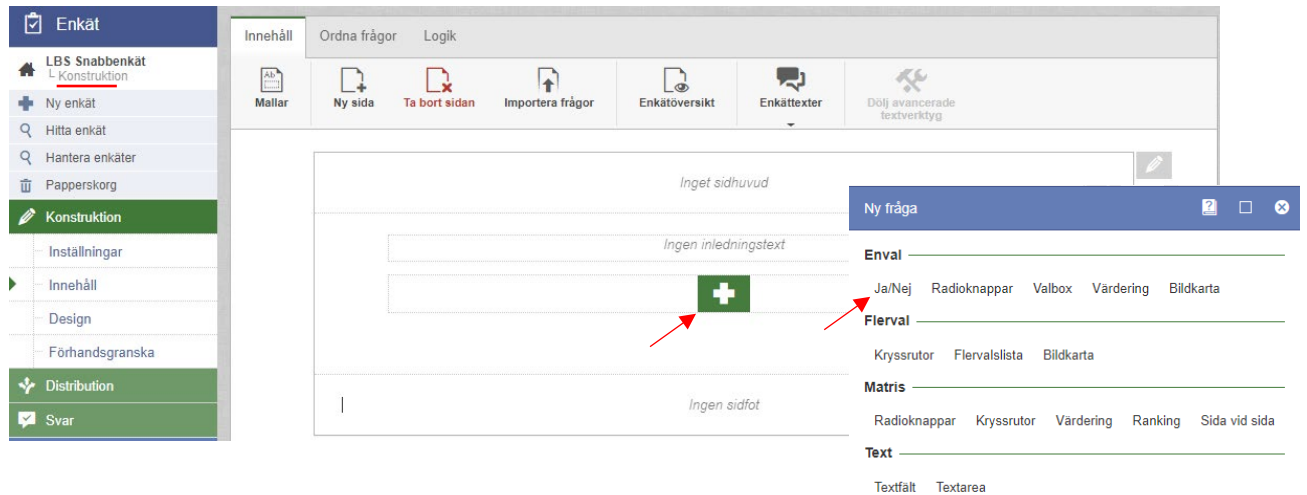 Enkät
LBS Snabbenkät
Konstruktion
Ny enkät
Hitta enkät
Hantera enkäter
Papperskorg
Konstruktion
Inställningar
Innehåll
Design
Förhandsgranska
Distribution
Svar
Innehåll Ordna frågor Logik
Ab
Mallar Ny sida Ta bort sidan Importera frågor Enkätöversikt Enkättexter Dölj avancerade
textverktyg
Inget sidhuvud
Ingen inledningstext
Ingen sidfot
Ny fråga ?
Enval
Ja/Nej Radioknappar Valbox Värdering Bildkarta
Flerval
Kryssrutor Flervalslista Bildkarta
Matris
Radioknappar Kryssrutor Värdering Ranking Sida vid sida
Text
Textfält Textarea